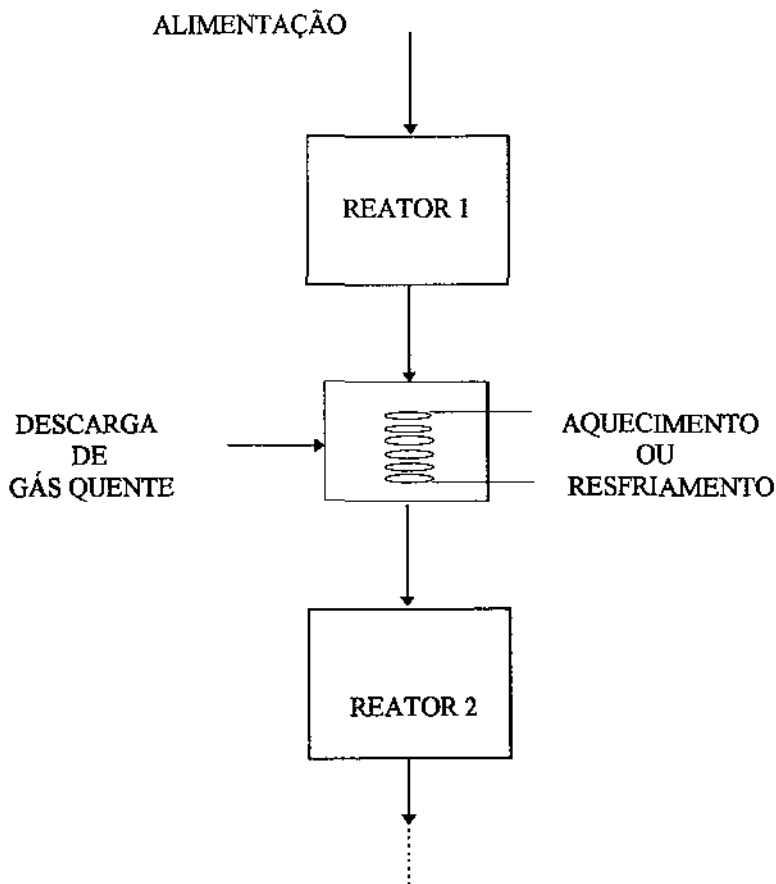 ALIMENTAÇÃO
REATOR 1
DESCARGA
DE
GÁS QUENTE
AQUECIMENTO
OU
RESFRIAMENTO
REATOR 2